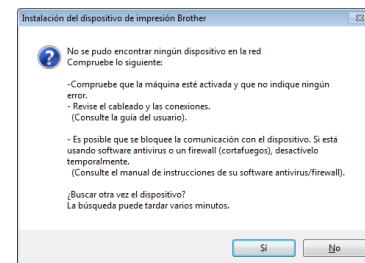 Instalación del dispositivo de impresión Brother
No se pudo encontrar ningún dispositivo en la red
Compruebe lo siguiente:
-Compruebe que la máquina esté activada y que no indique ningún
error.
- Revise el cableado y las conexiones.
(Consulte la guía del usuario).
- Es posible que se bloquee la comunicación con el dispositivo. Si está
usando software antivirus o un firewall (cortafuegos), desactívelo
temporalmente.
(Consulte el manual de instrucciones de su software antivirus/firewall).
¿Buscar otra vez el dispositivo?
La búsqueda puede tardar varios minutos.
Sí
No